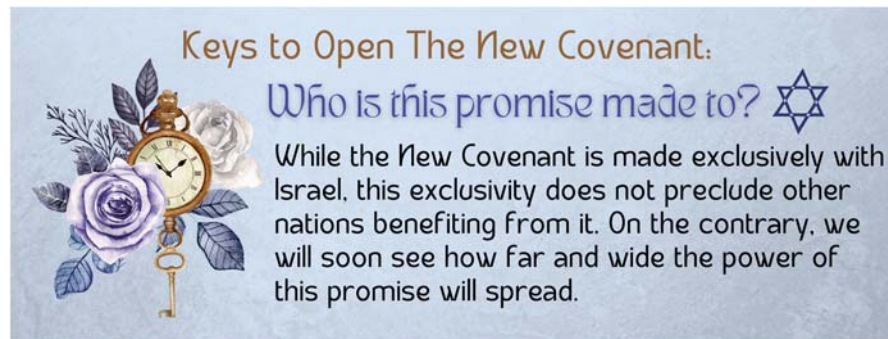 Keys to Open The New Covenant:
Who is this promise made to?
While the New Covenant is made exclusively with
Israel, this exclusivity does not preclude other
nations benefiting from it. On the contrary, we
will soon see how far and wide the power of
this promise will spread.